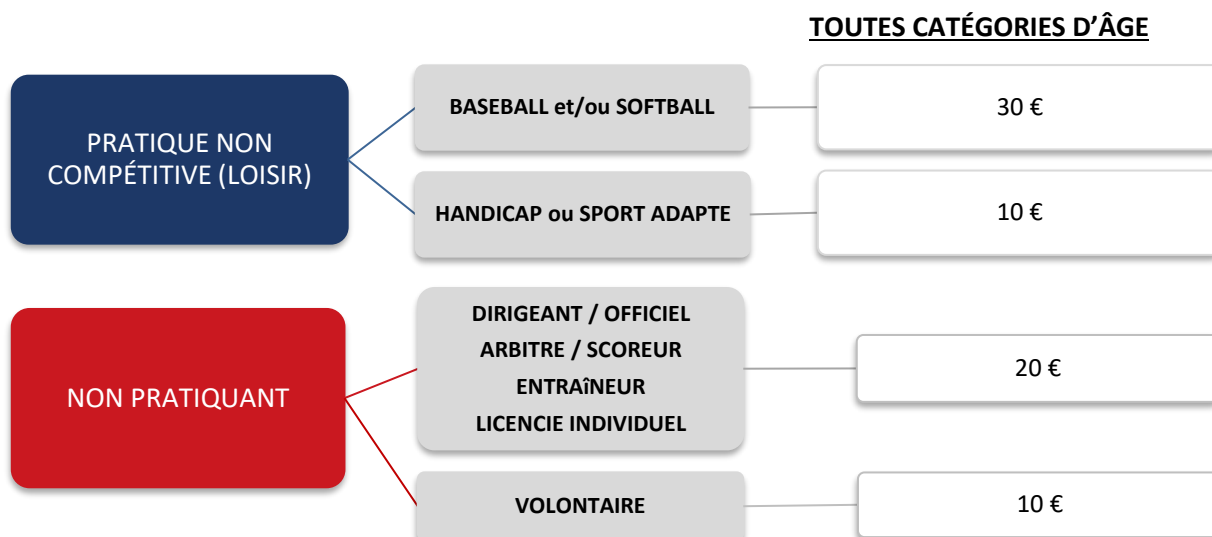 TOUTES CATÉGORIES D'ÂGE
PRATIQUE NON
COMPÉTITIVE (LOISIR)
BASEBALL et/ou SOFTBALL
30 €
HANDICAP ou SPORT ADAPTE
10 €
NON PRATIQUANT
DIRIGEANT / OFFICIEL
ARBITRE / SCOREUR
ENTRAîNEUR
LICENCIE INDIVIDUEL
20 €
VOLONTAIRE
10 €